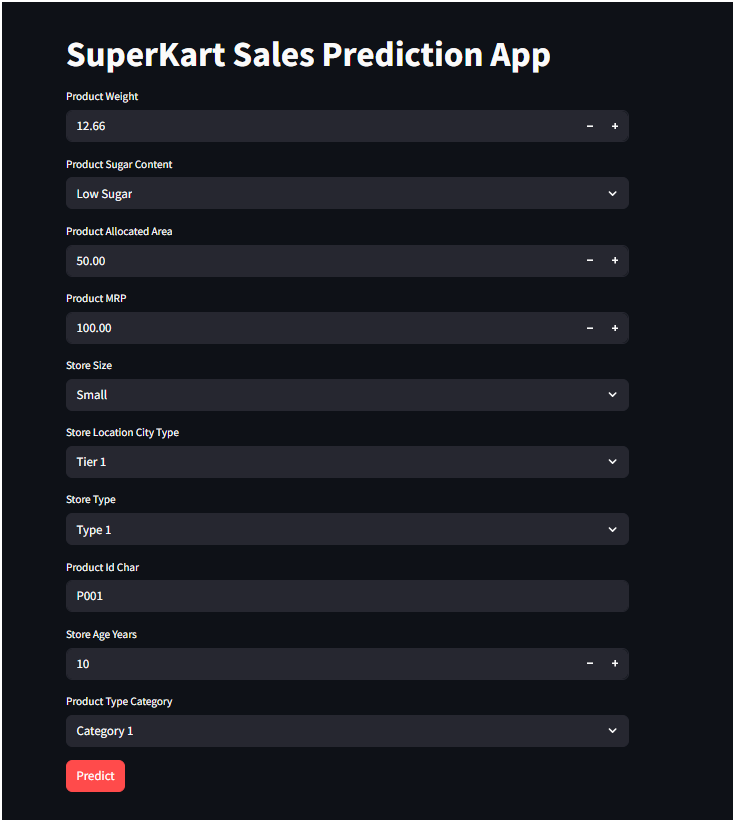 SuperKart Sales Prediction App
Product Weight
12.66
Product Sugar Content
Low Sugar
Product Allocated Area
50.00
Product MRP
100.00
Store Size
Small
Store Location City Type
Tier 1
Store Type
Type 1
Product Id Char
P001
Store Age Years
10
Product Type Category
Category 1
Predict